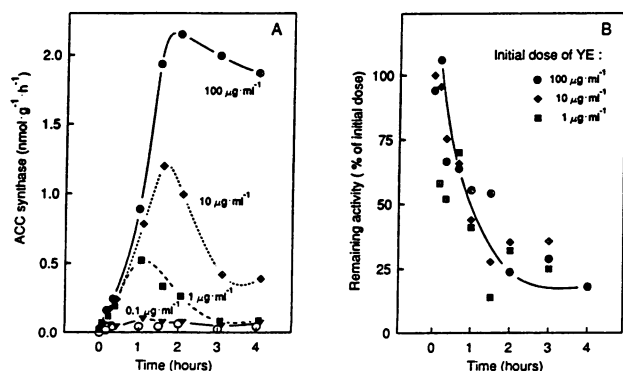 A
ACC synthase (nmol·g⁻¹·h⁻¹)
2.0
1.5
1.0
0.5
0.0
100 µg·ml⁻¹
10 µg·ml⁻¹
1 µg·ml⁻¹
0.1 µg·ml⁻¹
0 1 2 3 4
Time (hours)
B
Remaining activity ( % of initial dose)
100
75
50
25
0
Initial dose of YE :
100 µg·ml⁻¹
10 µg·ml⁻¹
1 µg·ml⁻¹
0 1 2 3 4
Time (hours)